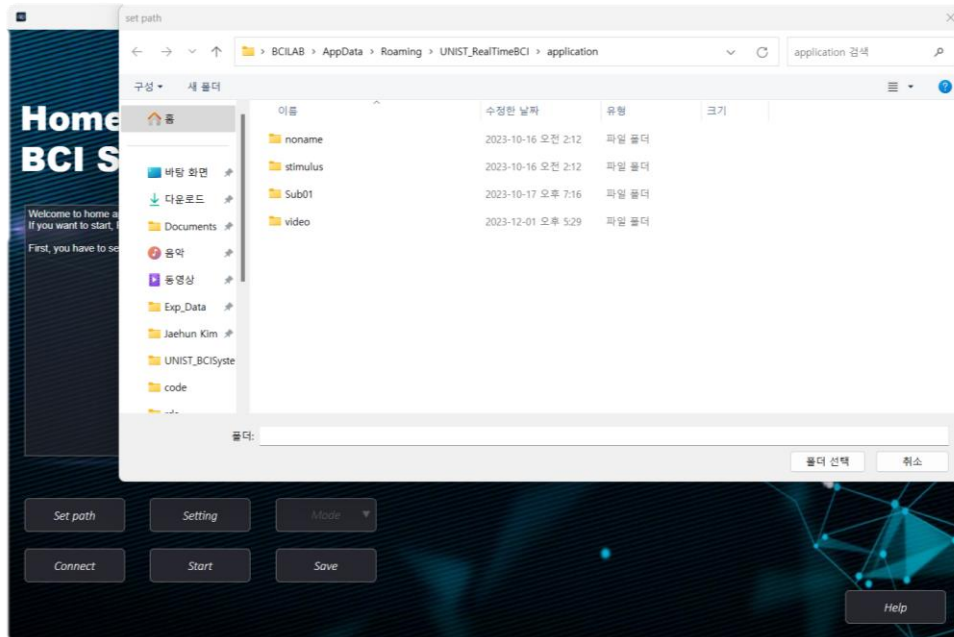 set path
BCILAB > AppData > Roaming > UNIST_RealTimeBCI > application
application 검색
구성
새 폴더
이름 수정한 날짜 유형 크기
홈
noname 2023-10-16 오전 2:12 파일 폴더
stimulus 2023-10-16 오전 2:12 파일 폴더
Sub01 2023-10-17 오후 7:16 파일 폴더
video 2023-12-01 오후 5:29 파일 폴더
바탕 화면
다운로드
Documents
음악
동영상
Exp_Data
Jaehun Kim
UNIST_BCISyste
code
폴더:
폴더 선택 취소
Home
BCI S
Welcome to home a
If you want to start,
First, you have to se
Set path Setting Mode
Connect Start Save
Help